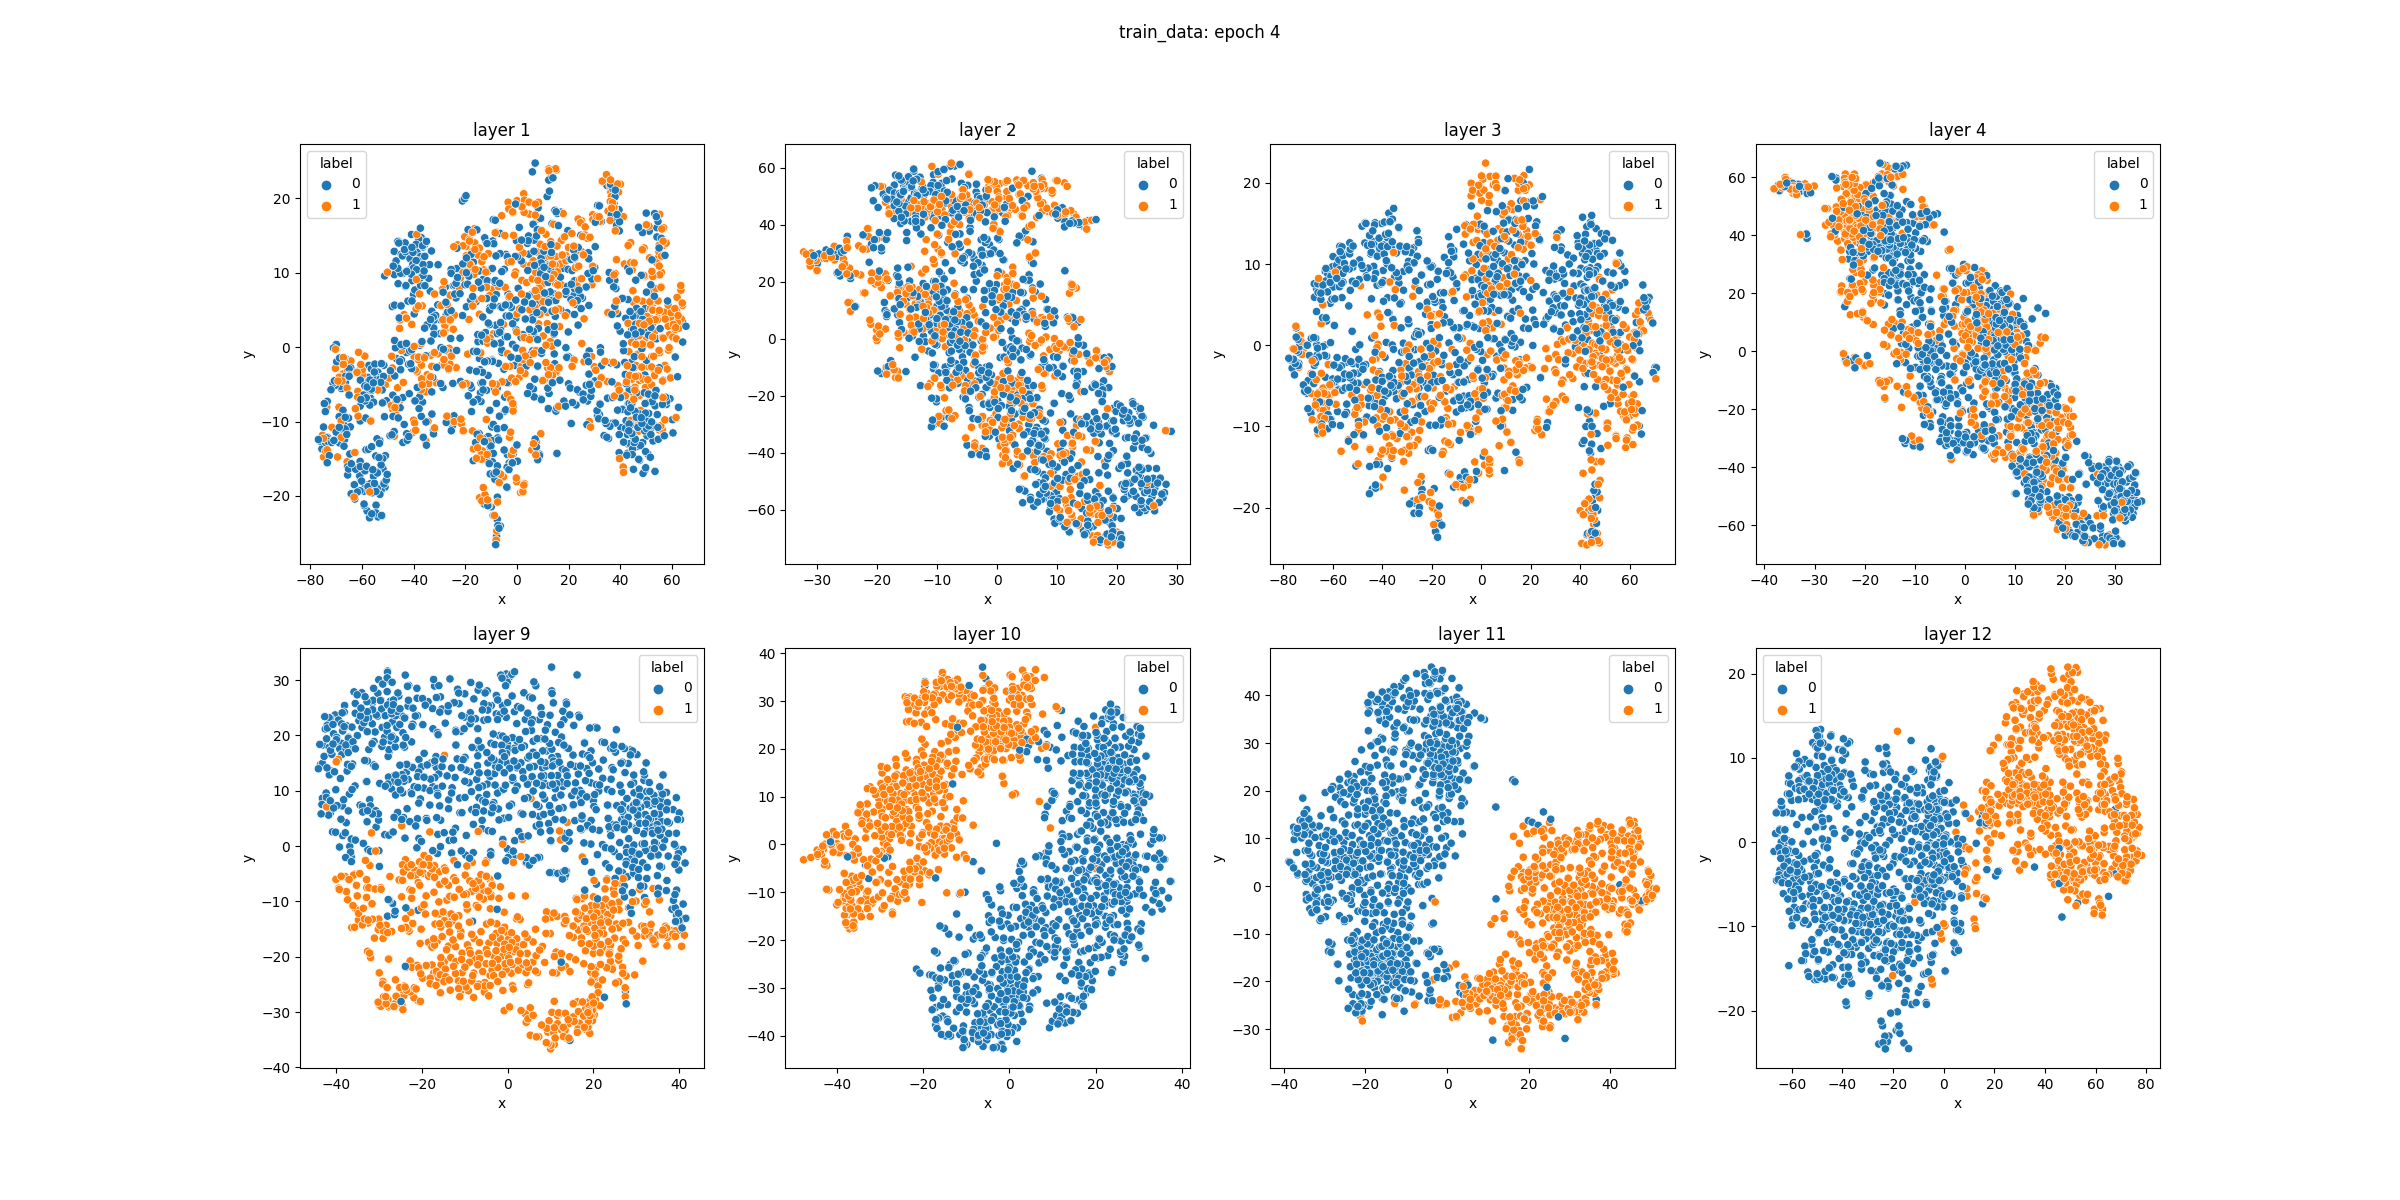 train_data: epoch 4
layer 1
layer 2
layer 3
layer 4
label
0
1
label
0
1
label
0
1
label
0
1
20
10
0
−10
−20
y
−80 −60 −40 −20 0 20 40 60
x
60
40
20
0
−20
−40
−60
y
−30 −20 −10 0 10 20 30
x
20
10
0
−10
−20
y
−80 −60 −40 −20 0 20 40 60
x
60
40
20
0
−20
−40
−60
y
−40 −30 −20 −10 0 10 20 30
x
layer 9
layer 10
layer 11
layer 12
label
0
1
label
0
1
label
0
1
label
0
1
30
20
10
0
−10
−20
−30
−40
y
−40 −20 0 20 40
x
40
30
20
10
0
−10
−20
−30
−40
y
−40 −20 0 20 40
x
40
30
20
10
0
−10
−20
−30
y
−40 −20 0 20 40
x
20
10
0
−10
−20
y
−60 −40 −20 0 20 40 60 80
x